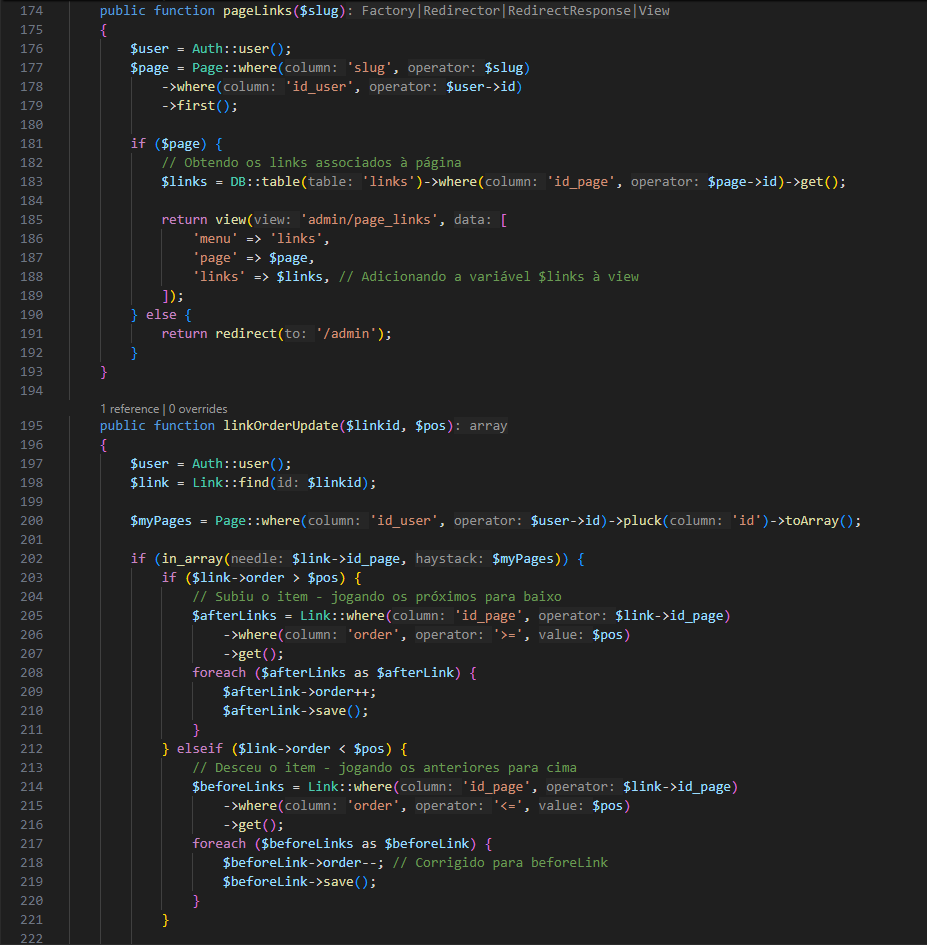 174 public function pageLinks($slug): Factory|Redirector|RedirectResponse|View
175 {
176     $user = Auth::user();
177     $page = Page::where(column: 'slug', operator: $slug)
178         ->where(column: 'id_user', operator: $user->id)
179         ->first();
180
181     if ($page) {
182         // Obtendo os links associados à página
183         $links = DB::table(table: 'links')->where(column: 'id_page', operator: $page->id)->get();
184
185         return view(view: 'admin/page_links', data: [
186             'menu' => 'links',
187             'page' => $page,
188             'links' => $links, // Adicionando a variável $links à view
189         ]);
190     } else {
191         return redirect(to: '/admin');
192     }
193 }
194
1 reference | 0 overrides
195 public function linkOrderUpdate($linkid, $pos): array
196 {
197     $user = Auth::user();
198     $link = Link::find(id: $linkid);
199
200     $myPages = Page::where(column: 'id_user', operator: $user->id)->pluck(column: 'id')->toArray();
201
202     if (in_array(needle: $link->id_page, haystack: $myPages)) {
203         if ($link->order > $pos) {
204             // Subiu o item - jogando os próximos para baixo
205             $afterLinks = Link::where(column: 'id_page', operator: $link->id_page)
206                 ->where(column: 'order', operator: '>=', value: $pos)
207                 ->get();
208             foreach ($afterLinks as $afterLink) {
209                 $afterLink->order++;
210                 $afterLink->save();
211             }
212         } elseif ($link->order < $pos) {
213             // Desceu o item - jogando os anteriores para cima
214             $beforeLinks = Link::where(column: 'id_page', operator: $link->id_page)
215                 ->where(column: 'order', operator: '<=', value: $pos)
216                 ->get();
217             foreach ($beforeLinks as $beforeLink) {
218                 $beforeLink->order--; // Corrigido para beforeLink
219                 $beforeLink->save();
220             }
221         }
222